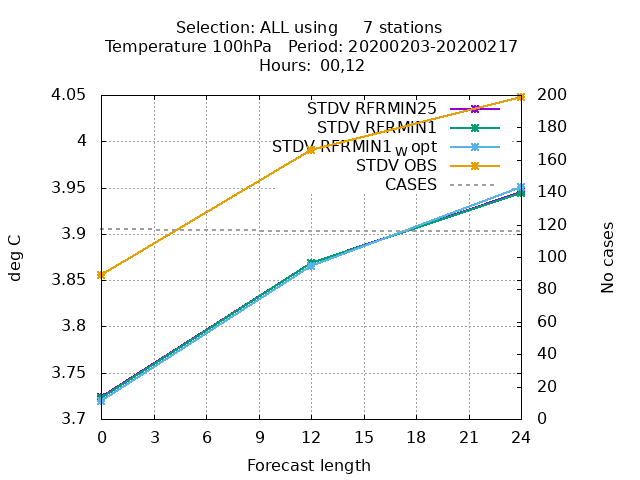 Selection: ALL using     7 stations
Temperature 100hPa   Period: 20200203-20200217
Hours: 00,12
STDV RFRMIN25
STDV RFRMIN1
STDV RFRMIN1w opt
STDV OBS
CASES
4.05
4
3.95
3.9
3.85
3.8
3.75
3.7
200
180
160
140
120
100
80
60
40
20
0
deg C
No cases
0 3 6 9 12 15 18 21 24
Forecast length